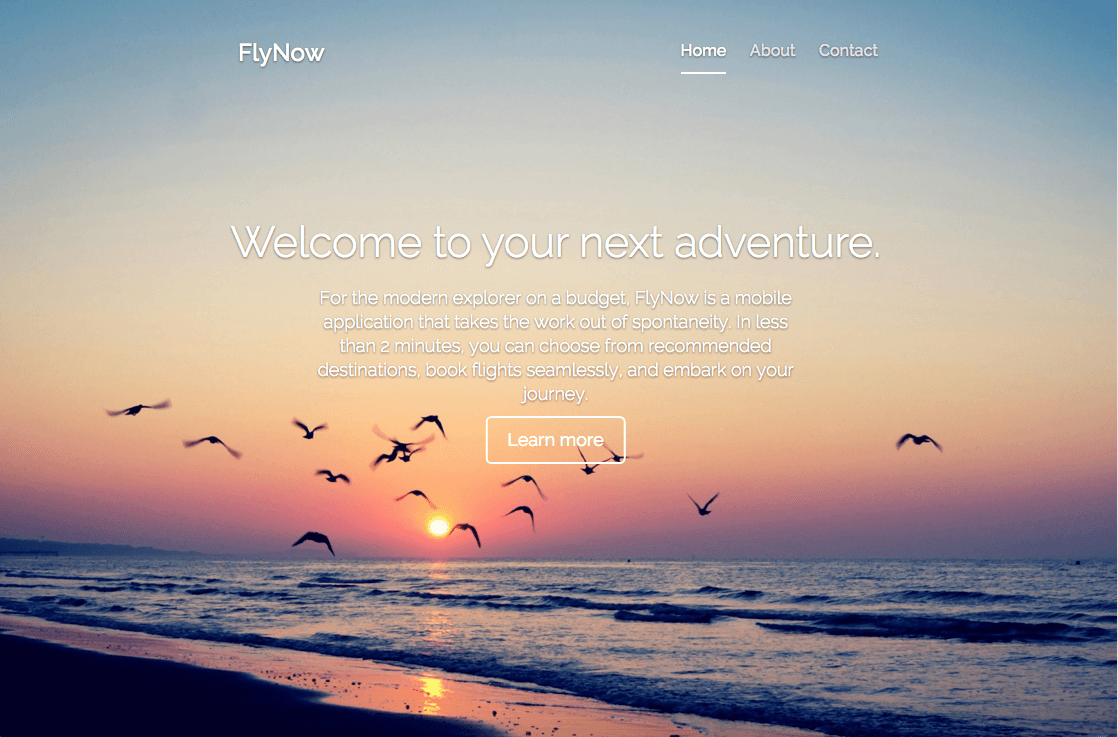 FlyNow
Home About Contact
Welcome to your next adventure.
For the modern explorer on a budget, FlyNow is a mobile
application that takes the work out of spontaneity. In less
than 2 minutes, you can choose from recommended
destinations, book flights seamlessly, and embark on your
journey.
Learn more